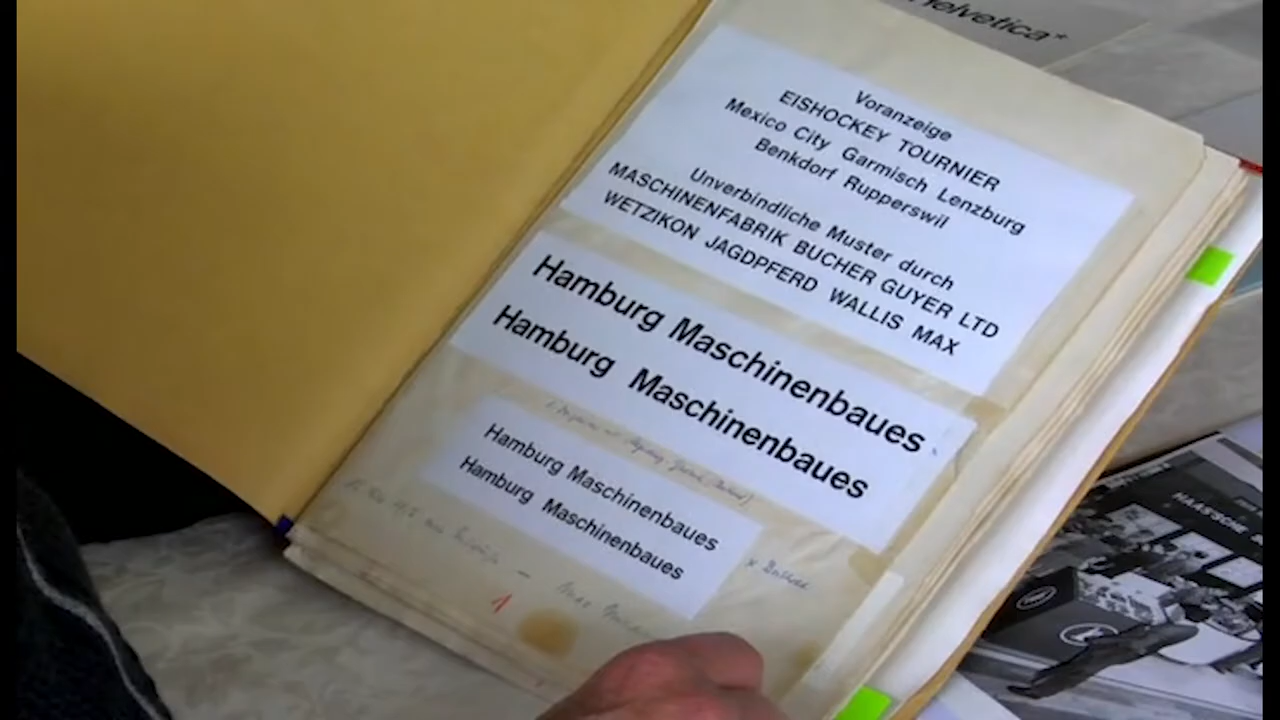 Helvetica*
Voranzeige
EISHOCKEY TOURNIER
Mexico City Garmisch Lenzburg
Benkdorf Rupperswil
Unverbindliche Muster durch
MASCHINENFABRIK BUCHER GUYER LTD
WETZIKON JAGDPFERD WALLIS MAX
Hamburg Maschinenbaues
Hamburg Maschinenbaues
Hamburg Maschinenbaues
Hamburg Maschinenbaues
1